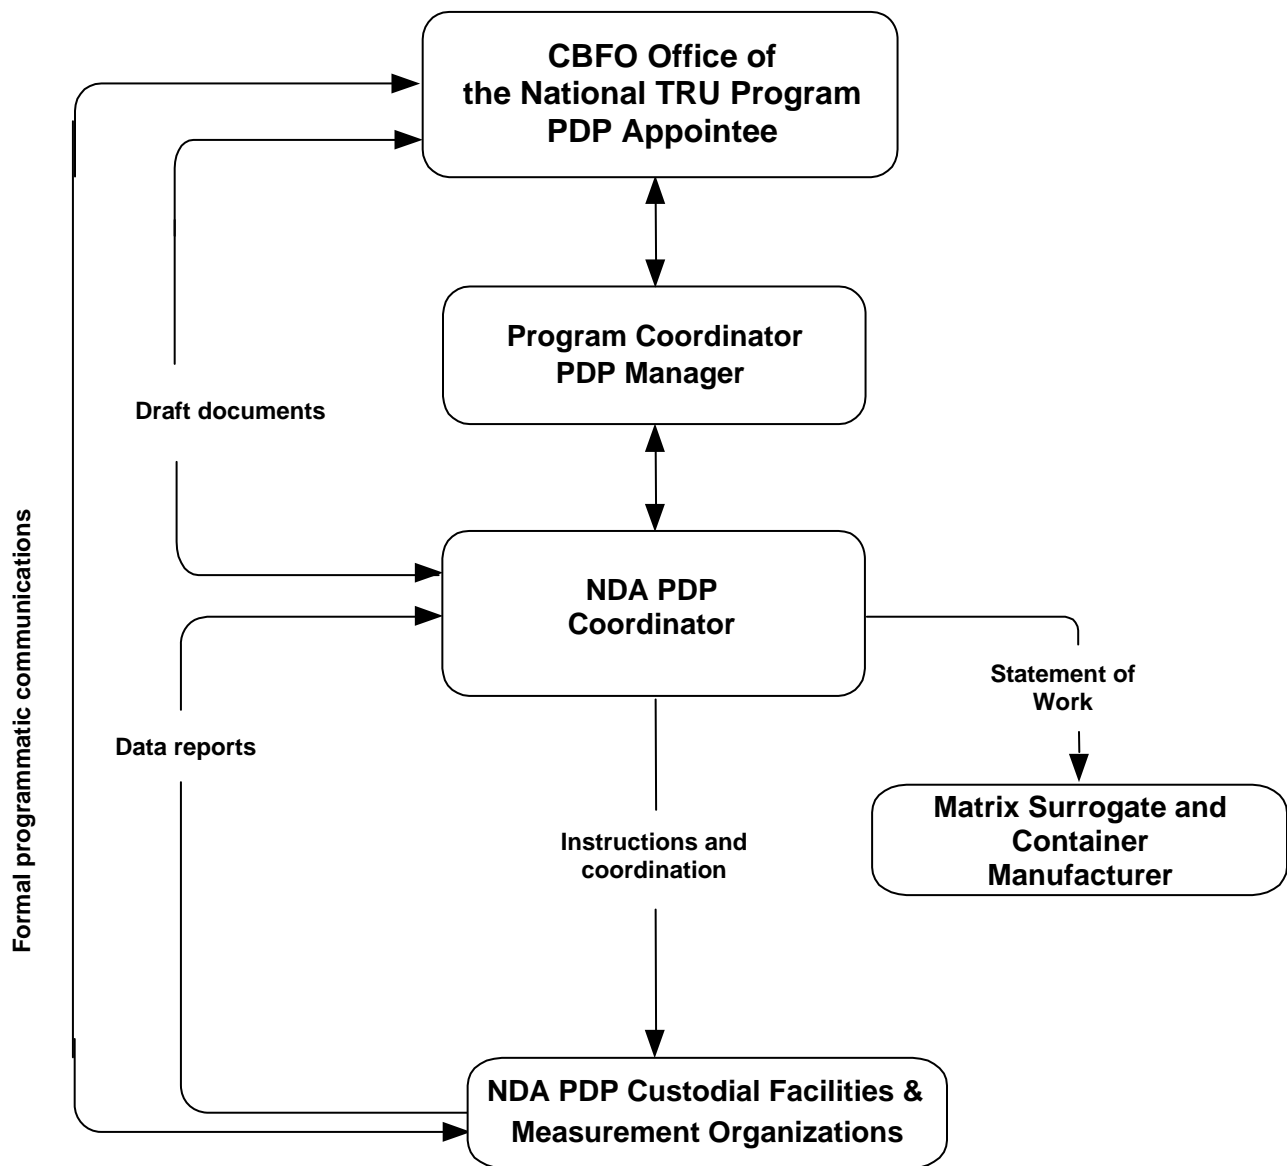 CBFO Office of
the National TRU Program
PDP Appointee
Program Coordinator
PDP Manager
Draft documents
Formal programmatic communications
NDA PDP
Coordinator
Statement of
Work
Data reports
Matrix Surrogate and
Container
Manufacturer
Instructions and
coordination
NDA PDP Custodial Facilities &
Measurement Organizations